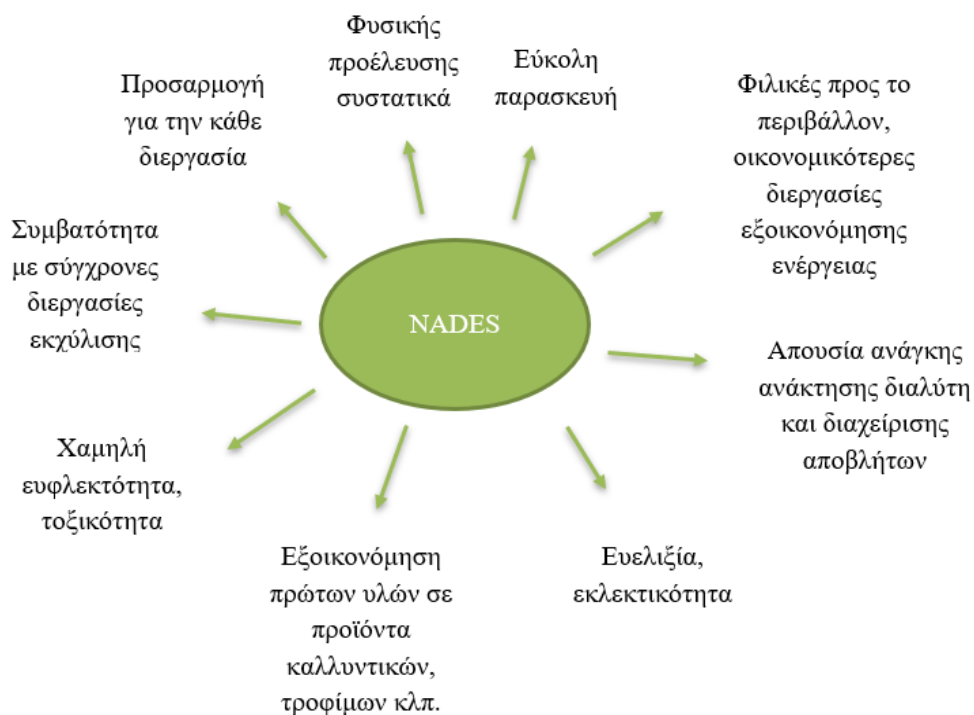 Φυσικής
προέλευσης
συστατικά
Εύκολη
παρασκευή
Φιλικές προς το
περιβάλλον,
οικονομικότερες
διεργασίες
εξοικονόμησης
ενέργειας
Προσαρμογή
για την κάθε
διεργασία
Συμβατότητα
με σύγχρονες
διεργασίες
εκχύλισης
NADES
Απουσία ανάγκης
ανάκτησης διαλύτη
και διαχείρισης
αποβλήτων
Χαμηλή
ευφλεκτότητα,
τοξικότητα
Εξοικονόμηση
πρώτων υλών σε
προϊόντα
καλλυντικών,
τροφίμων κλπ.
Ευελιξία,
εκλεκτικότητα